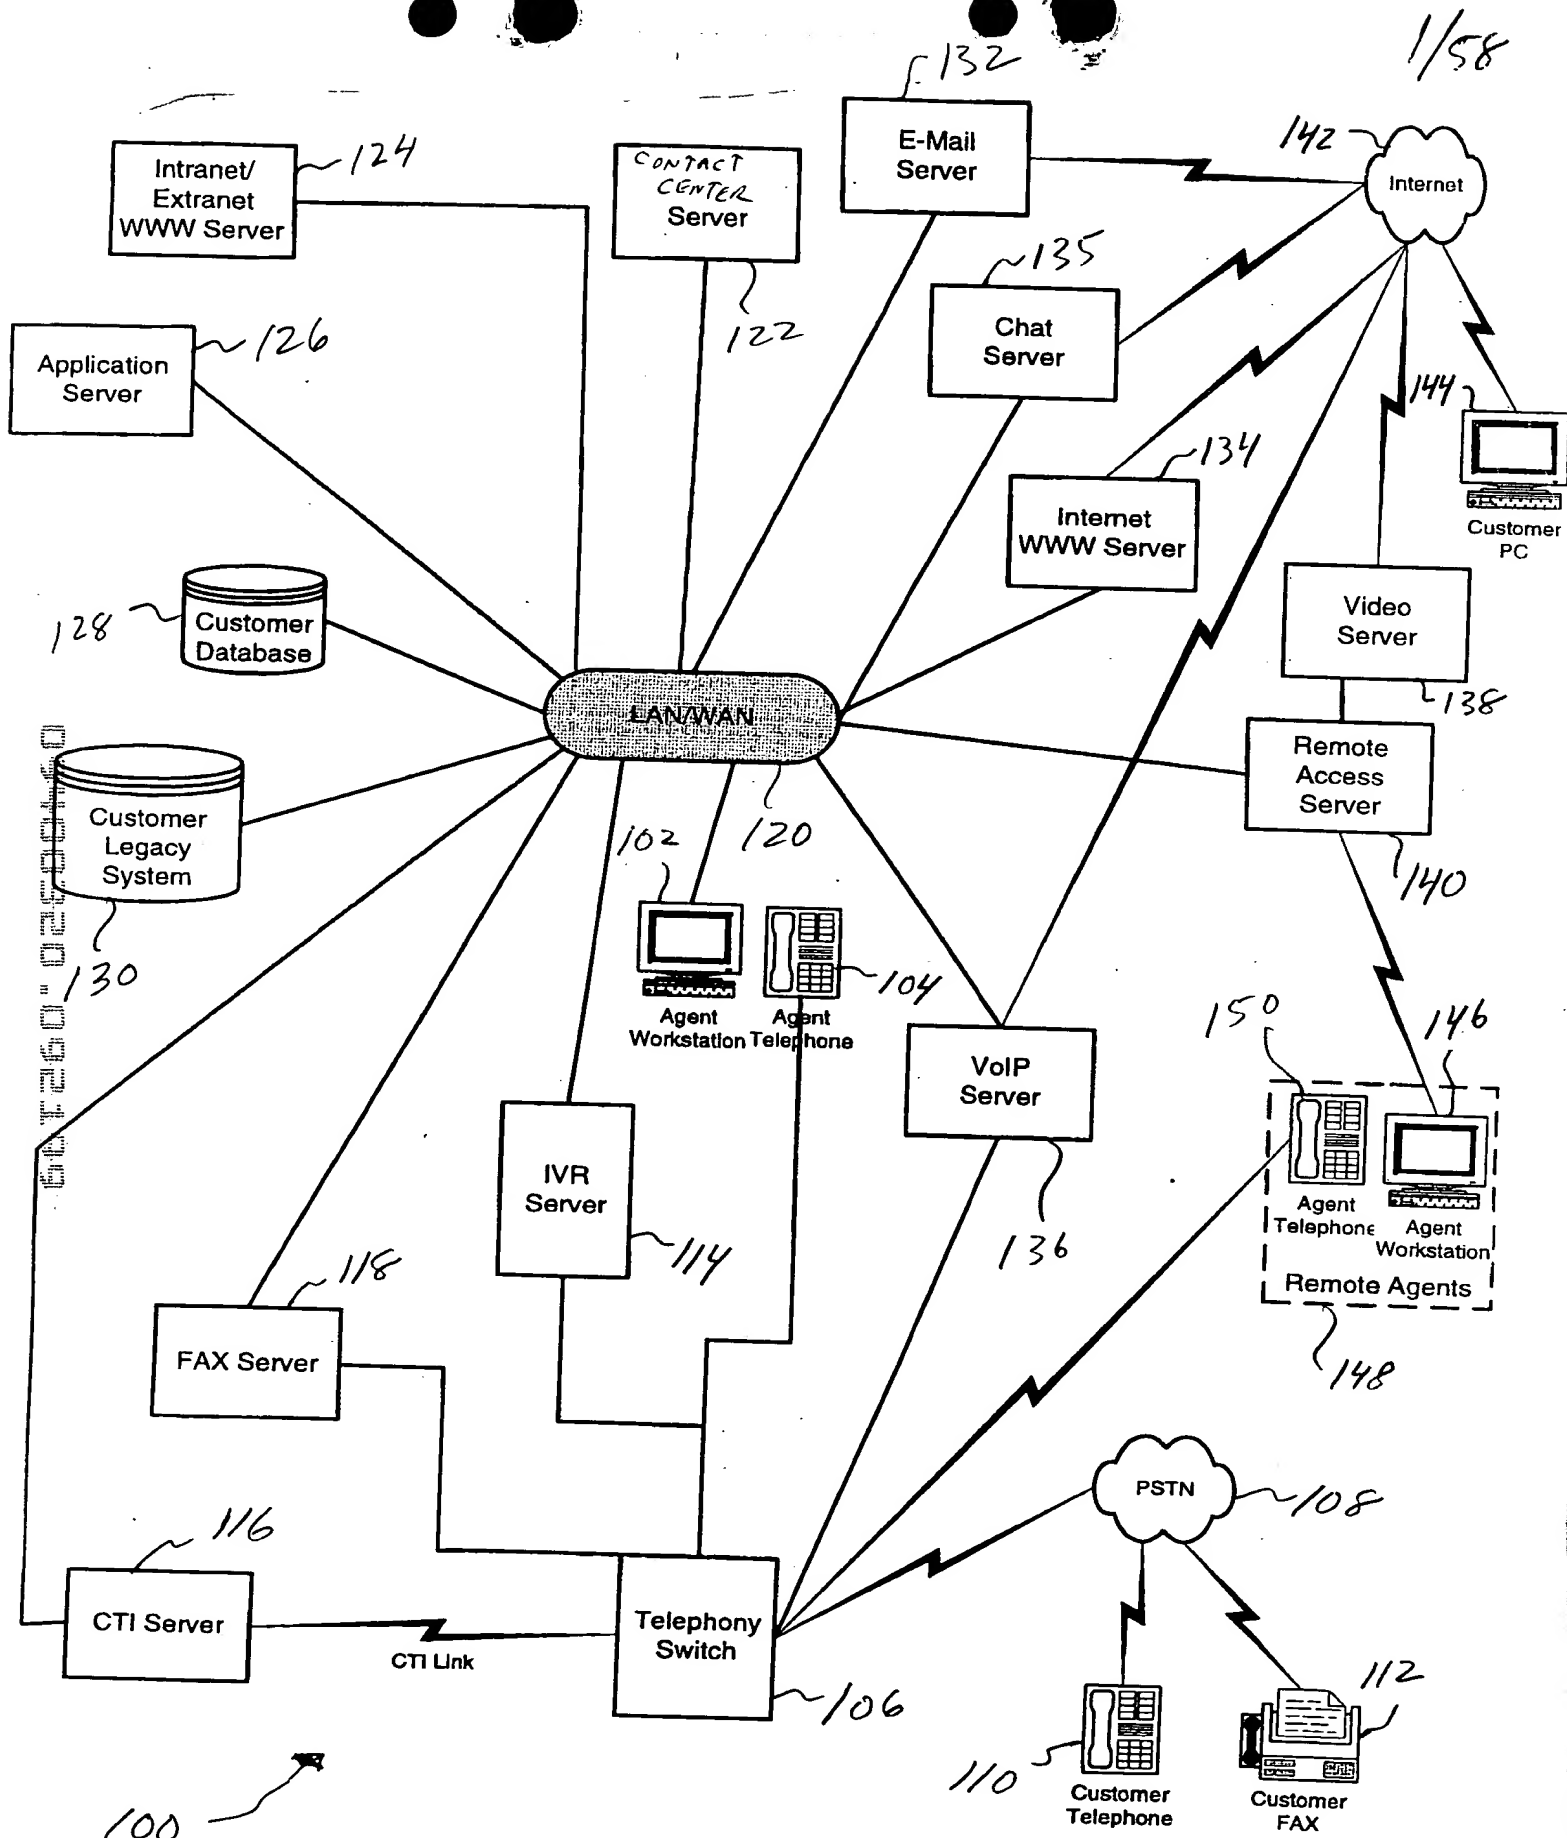 1/58
132
142
E-Mail
Server
Internet
124
Intranet/
Extranet
WWW Server
CONTACT
CENTER
Server
122
135
Chat
Server
126
Application
Server
144
Customer
PC
134
Internet
WWW Server
128
Customer
Database
Video
Server
138
LAN/WAN
120
Remote
Access
Server
140
Customer
Legacy
System
130
102
104
Agent
Workstation
Agent
Telephone
VoIP
Server
136
150
146
Agent
Telephone
Agent
Workstation
Remote Agents
148
IVR
Server
114
118
FAX Server
PSTN
108
116
CTI Server
CTI Link
Telephony
Switch
106
110
Customer
Telephone
112
Customer
FAX
100